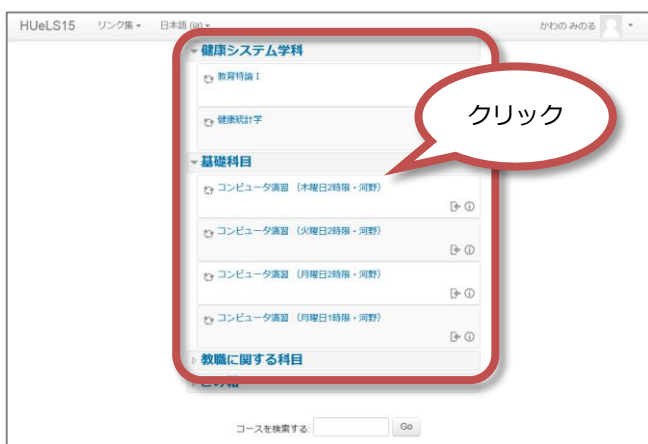 HUeLS15 リンク集 日本語 (ja) かわの みのる
健康システム学科
教育特論 I
健康統計学
クリック
基礎科目
コンピュータ演習 (木曜日2時限・河野)
コンピュータ演習 (火曜日2時限・河野)
コンピュータ演習 (月曜日2時限・河野)
コンピュータ演習 (月曜日1時限・河野)
教職に関する科目
コースを検索する: Go